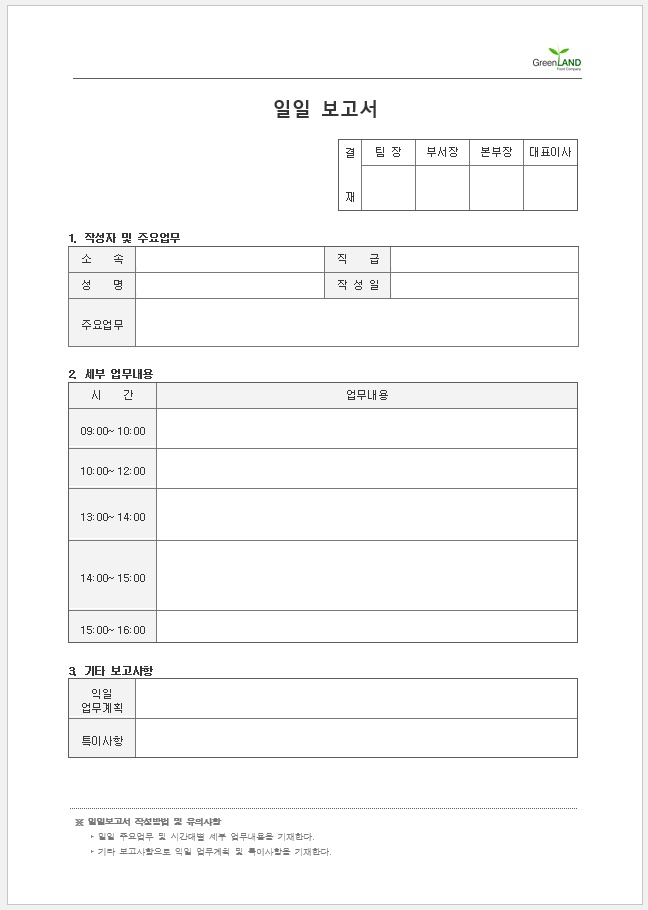 GreenLAND
Food Company
일일 보고서
결 재
팀 장 부서장 본부장 대표이사
1. 작성자 및 주요업무
소 속 직 급
성 명 작 성 일
주요업무
2. 세부 업무내용
시 간 업무내용
09:00~ 10:00
10:00~ 12:00
13:00~ 14:00
14:00~ 15:00
15:00~ 16:00
3. 기타 보고사항
익일
업무계획
특이사항
※ 일일보고서 작성방법 및 유의사항
‣ 일일 주요업무 및 시간대별 세부 업무내용을 기재한다.
‣ 기타 보고사항으로 익일 업무계획 및 특이사항을 기재한다.